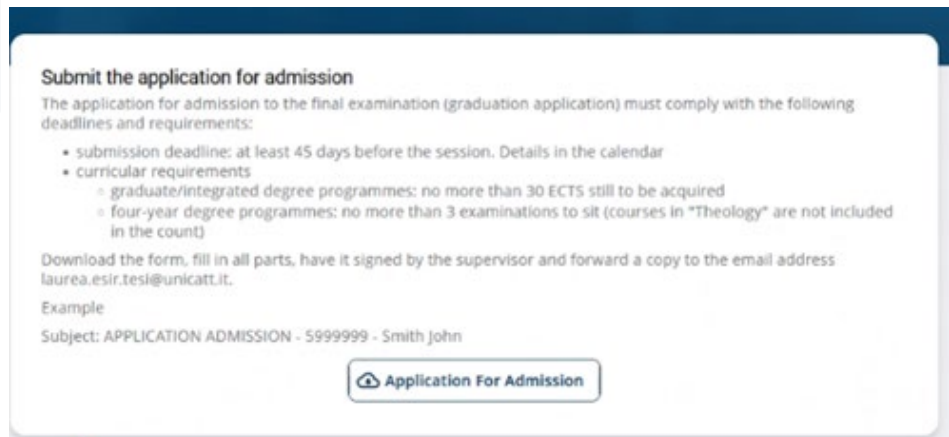 Submit the application for admission
The application for admission to the final examination (graduation application) must comply with the following
deadlines and requirements:
• submission deadline: at least 45 days before the session. Details in the calendar
• curricular requirements
◦ graduate/integrated degree programmes: no more than 30 ECTS still to be acquired
◦ four-year degree programmes: no more than 3 examinations to sit (courses in "Theology" are not included
in the count)
Download the form, fill in all parts, have it signed by the supervisor and forward a copy to the email address
laurea.esir.tesi@unicatt.it.
Example
Subject: APPLICATION ADMISSION - 5999999 - Smith John
Application For Admission